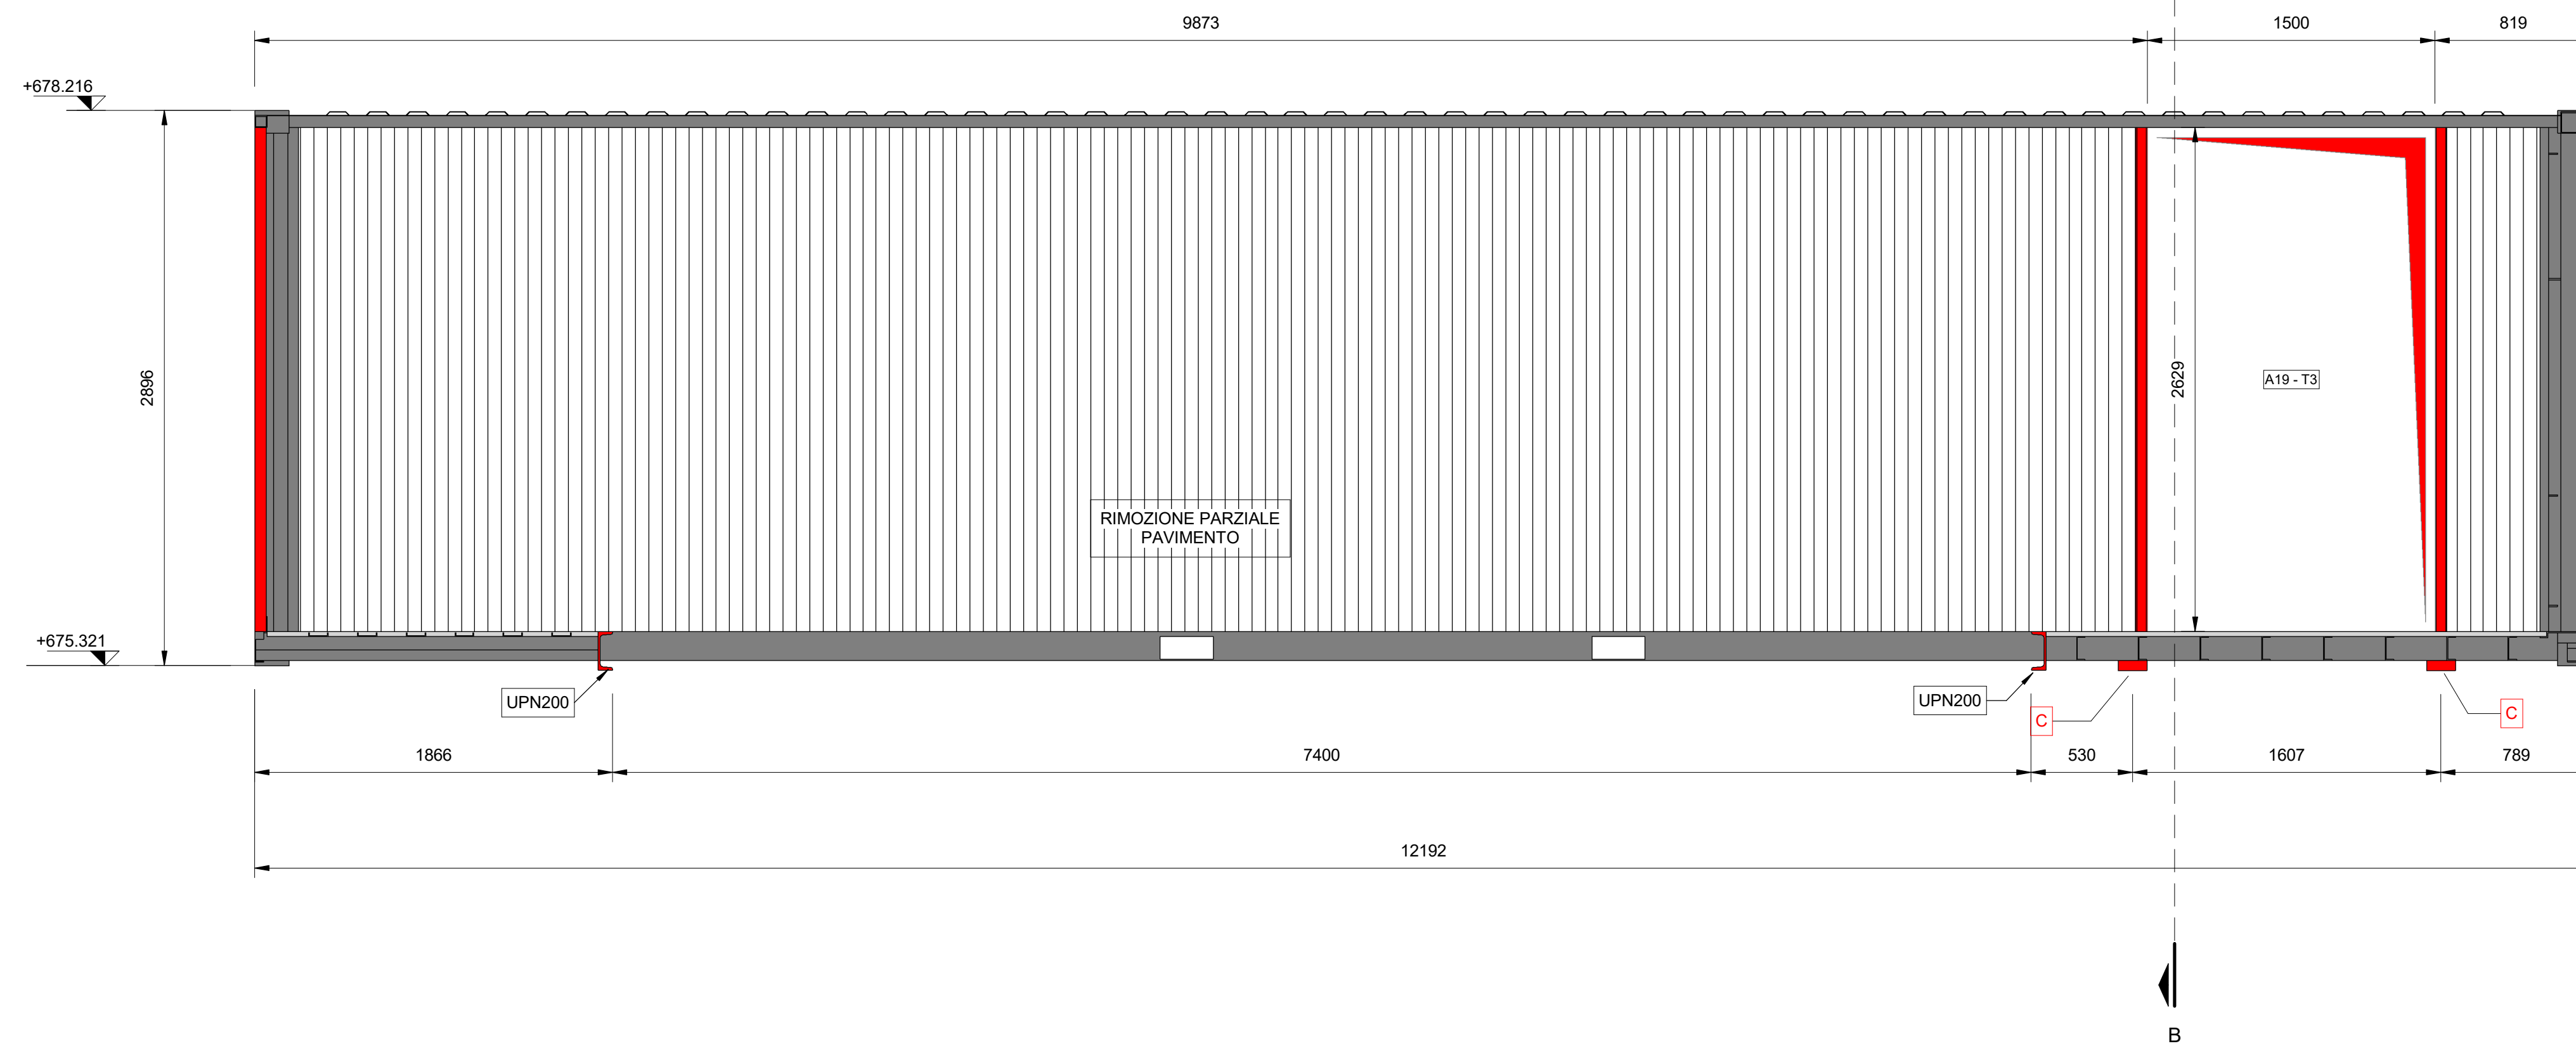 9873
1500
819
+678.216
2896
2629
A19 - T3
RIMOZIONE PARZIALE
PAVIMENTO
+675.321
UPN200
UPN200
C
C
1866
7400
530
1607
789
12192
B